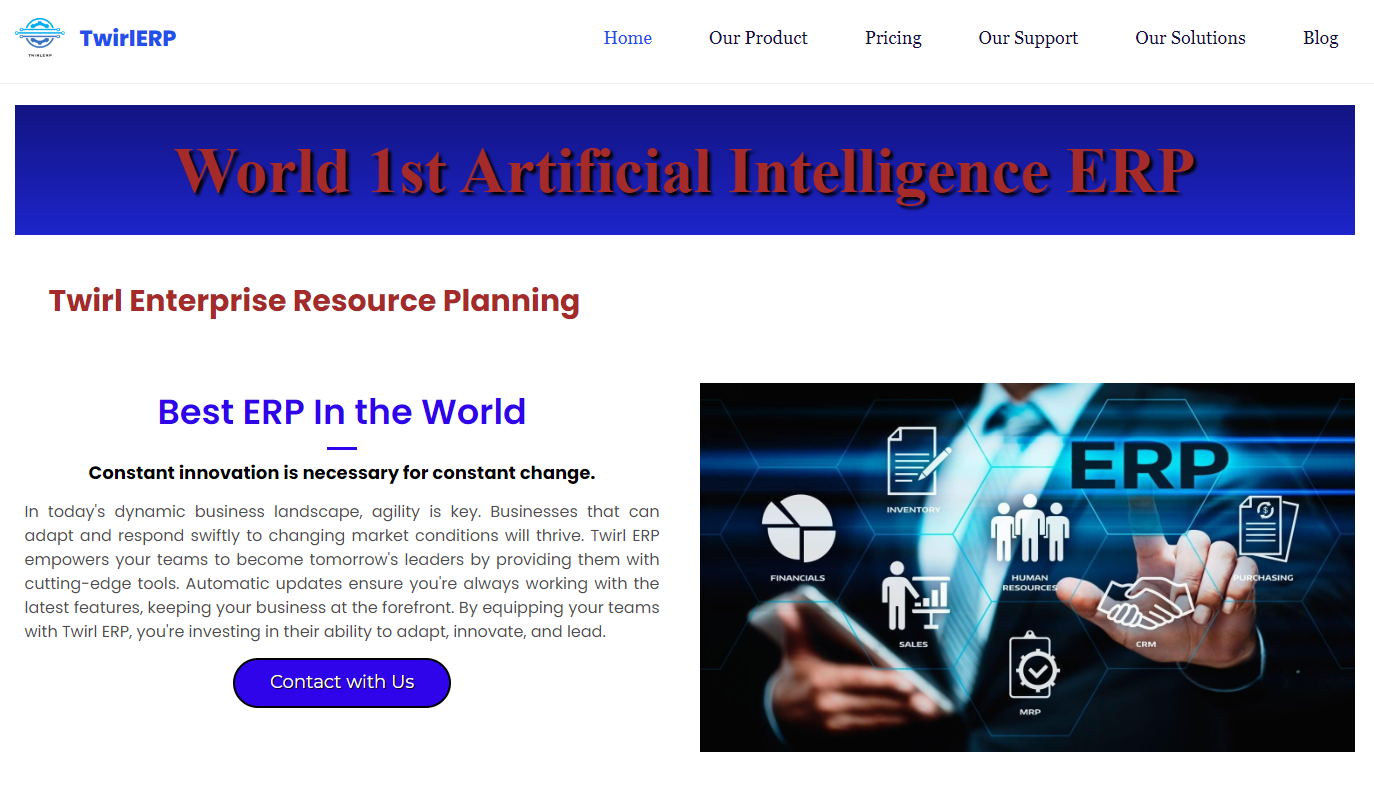 TWIRLERP
TwirlERP
Home
Our Product
Pricing
Our Support
Our Solutions
Blog
World 1st Artificial Intelligence ERP
Twirl Enterprise Resource Planning
Best ERP In the World
Constant innovation is necessary for constant change.
In today's dynamic business landscape, agility is key. Businesses that can
adapt and respond swiftly to changing market conditions will thrive. Twirl ERP
empowers your teams to become tomorrow's leaders by providing them with
cutting-edge tools. Automatic updates ensure you're always working with the
latest features, keeping your business at the forefront. By equipping your teams
with Twirl ERP, you're investing in their ability to adapt, innovate, and lead.
Contact with Us
ERP
INVENTORY
FINANCIALS
HUMAN
RESOURCES
PURCHASING
SALES
CRM
MRP